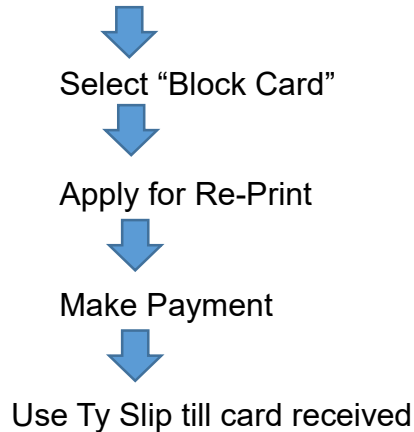 Select “Block Card”
Apply for Re-Print
Make Payment
Use Ty Slip till card received